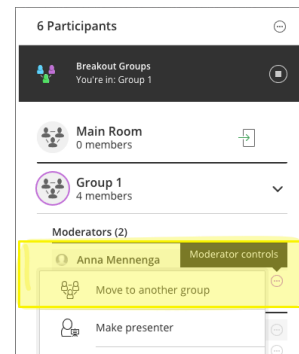 6 Participants
Breakout Groups
You're in: Group 1
Main Room
0 members
Group 1
4 members
Moderators (2)
Anna Mennenga
Moderator controls
Move to another group
Make presenter